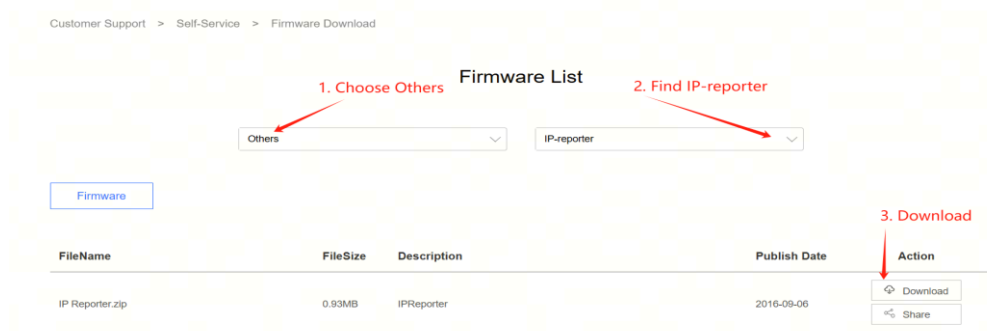 Customer Support > Self-Service > Firmware Download
Firmware List
1. Choose Others
2. Find IP-reporter
Others
IP-reporter
Firmware
3. Download
FileName FileSize Description Publish Date Action
IP Reporter.zip 0.93MB IPReporter 2016-09-06
Download
Share